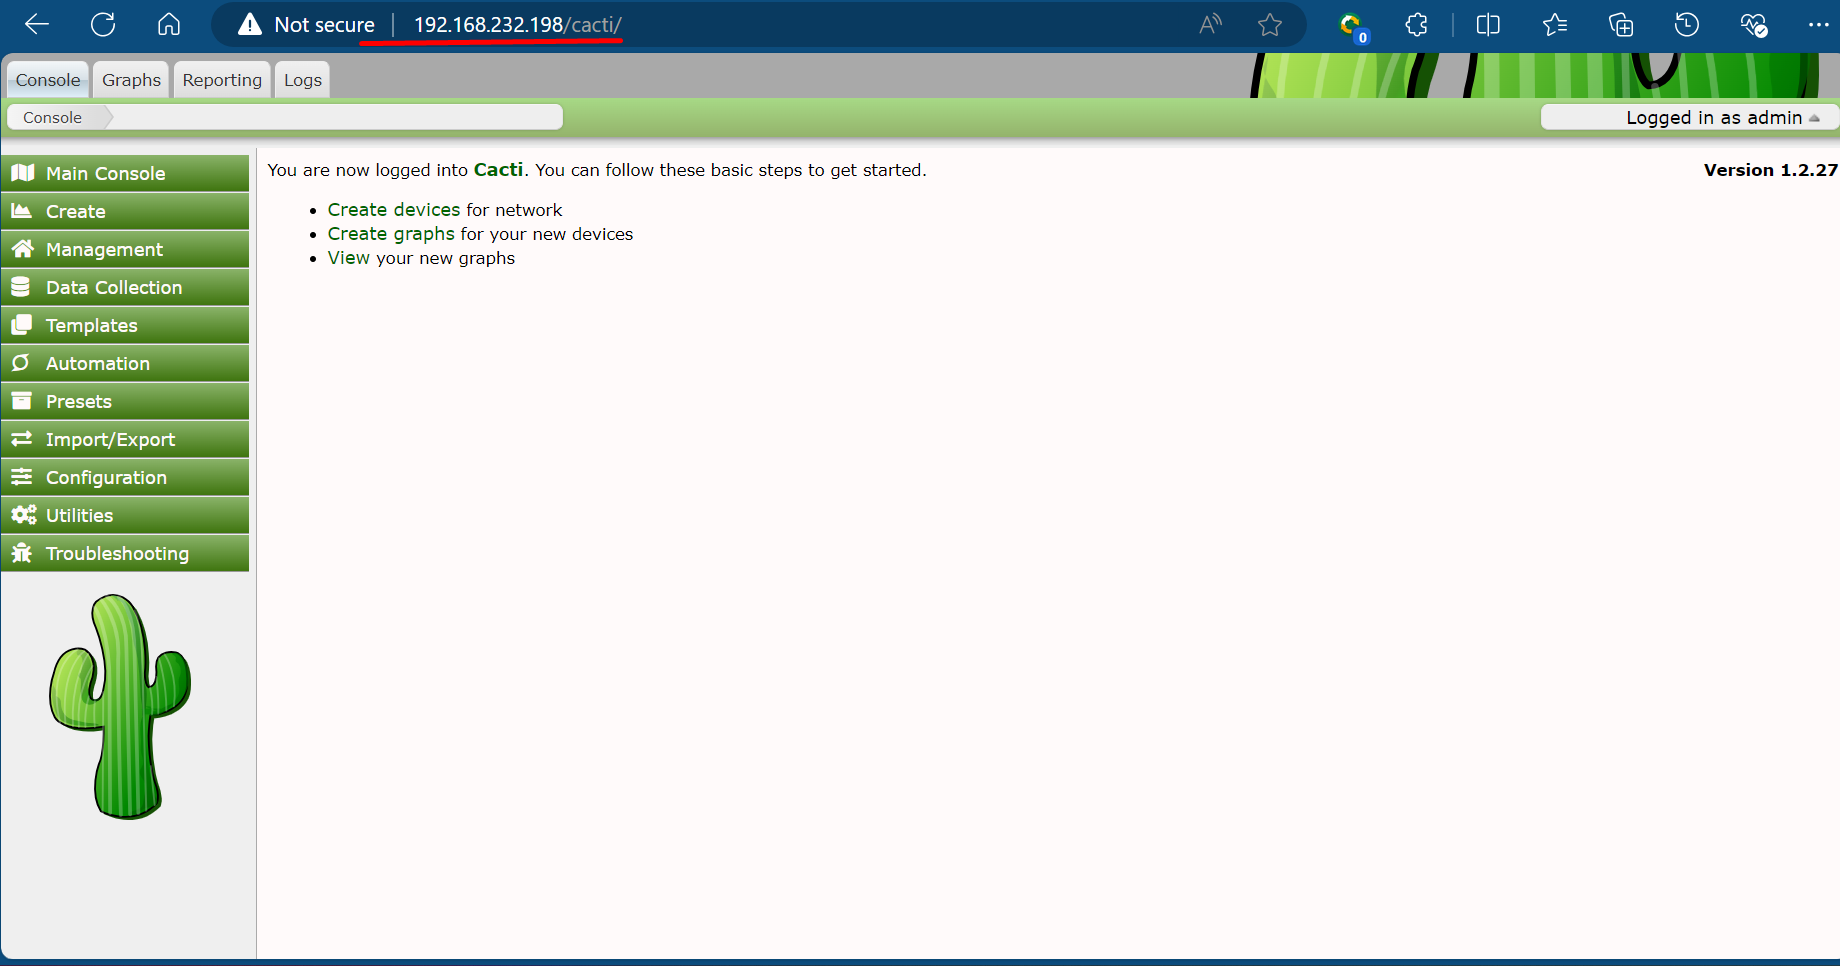 Not secure 192.168.232.198/cacti/
0
Console Graphs Reporting Logs
Console
Logged in as admin
Main Console
Create
Management
Data Collection
Templates
Automation
Presets
Import/Export
Configuration
Utilities
Troubleshooting
You are now logged into Cacti. You can follow these basic steps to get started.
Version 1.2.27
• Create devices for network
• Create graphs for your new devices
• View your new graphs